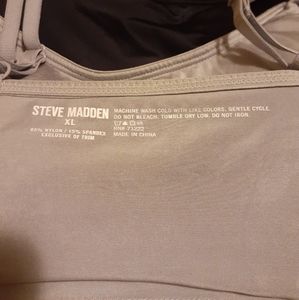 STEVE MADDEN
XL
85% NYLON / 15% SPANDEX
EXCLUSIVE OF TRIM
MACHINE WASH COLD WITH LIKE COLORS. GENTLE CYCLE.
DO NOT BLEACH. TUMBLE DRY LOW. DO NOT IRON.
RN# 71222
MADE IN CHINA